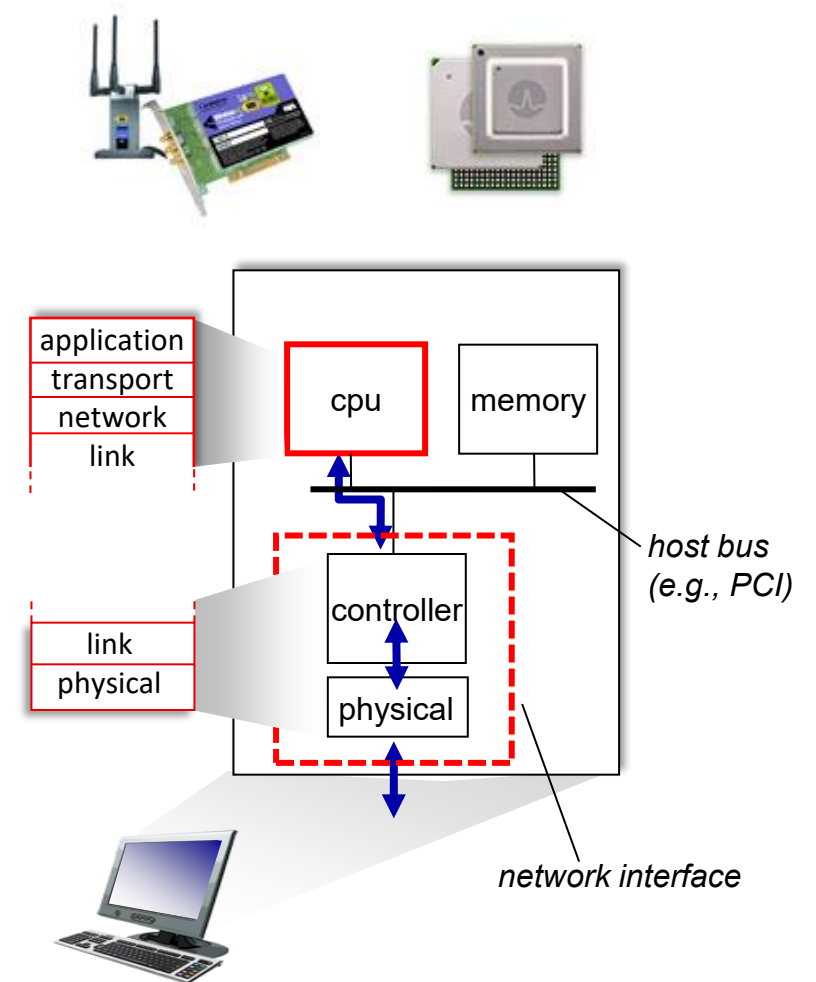 application
transport
network
link
cpu
memory
host bus
(e.g., PCI)
controller
link
physical
physical
network interface